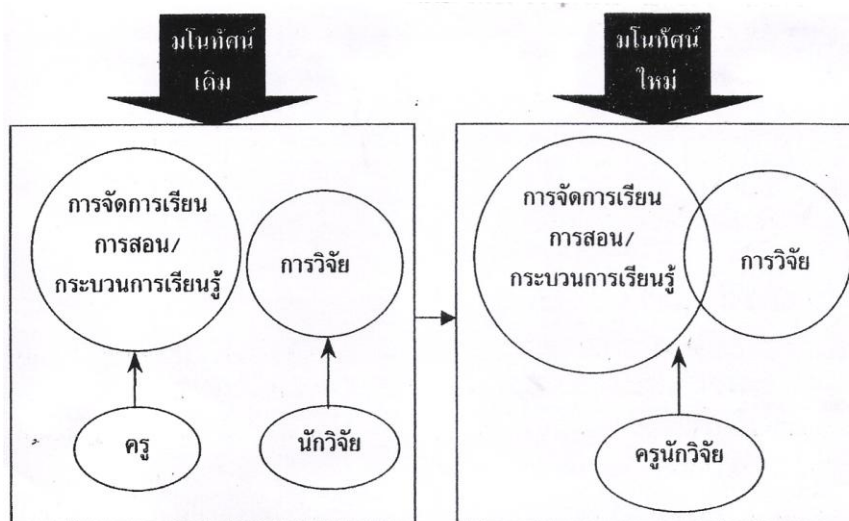 มโนทัศน์
เดิม
การจัดการเรียน
การสอน/
กระบวนการเรียนรู้
การวิจัย
ครู
นักวิจัย
มโนทัศน์
ใหม่
การจัดการเรียน
การสอน/
กระบวนการเรียนรู้
การวิจัย
ครูนักวิจัย